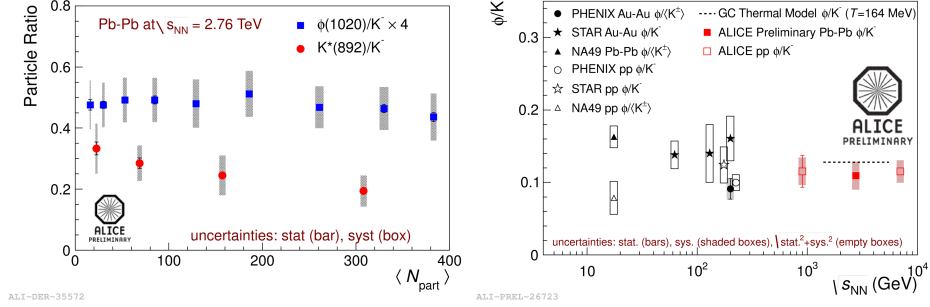 Particle Ratio
0.8
0.6
0.4
0.2
0
Pb-Pb at \ sNN = 2.76 TeV
ϕ(1020)/K- × 4
K*(892)/K-
ALICE
PRELIMINARY
uncertainties: stat (bar), syst (box)
0 100 200 300 400
⟨ Npart ⟩
ALI-DER-35572
ϕ/K
0.3
0.2
0.1
0
PHENIX Au-Au ϕ/⟨K±⟩
STAR Au-Au ϕ/K-
NA49 Pb-Pb ϕ/⟨K±⟩
PHENIX pp ϕ/K-
STAR pp ϕ/K-
NA49 pp ϕ/⟨K±⟩
GC Thermal Model ϕ/K- (T=164 MeV)
ALICE Preliminary Pb-Pb ϕ/K-
ALICE pp ϕ/K-
ALICE
PRELIMINARY
uncertainties: stat. (bars), sys. (shaded boxes), \stat.2+sys.2 (empty boxes)
10 10² 10³ 10⁴
\ sNN (GeV)
ALI-PREL-26723